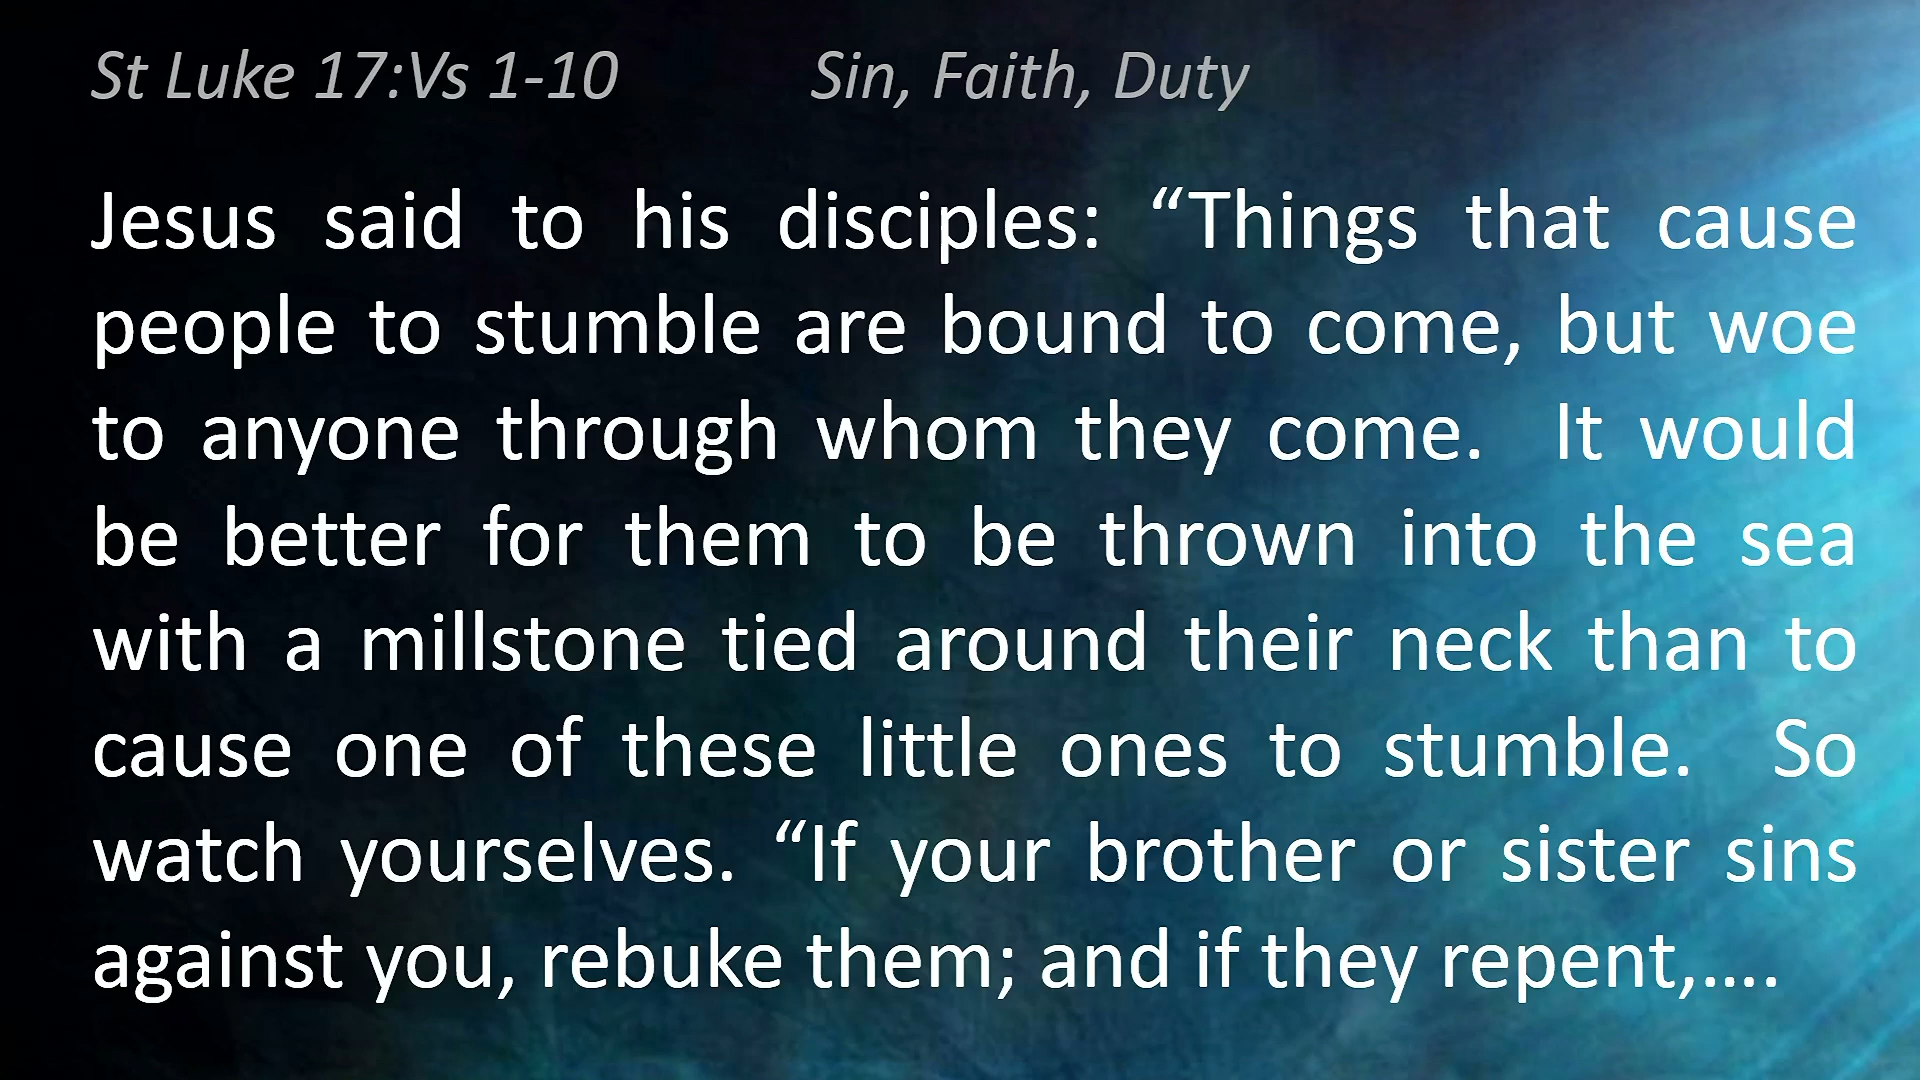 St Luke 17:Vs 1-10 Sin, Faith, Duty
Jesus said to his disciples: “Things that cause
people to stumble are bound to come, but woe
to anyone through whom they come. It would
be better for them to be thrown into the sea
with a millstone tied around their neck than to
cause one of these little ones to stumble. So
watch yourselves. “If your brother or sister sins
against you, rebuke them; and if they repent,....